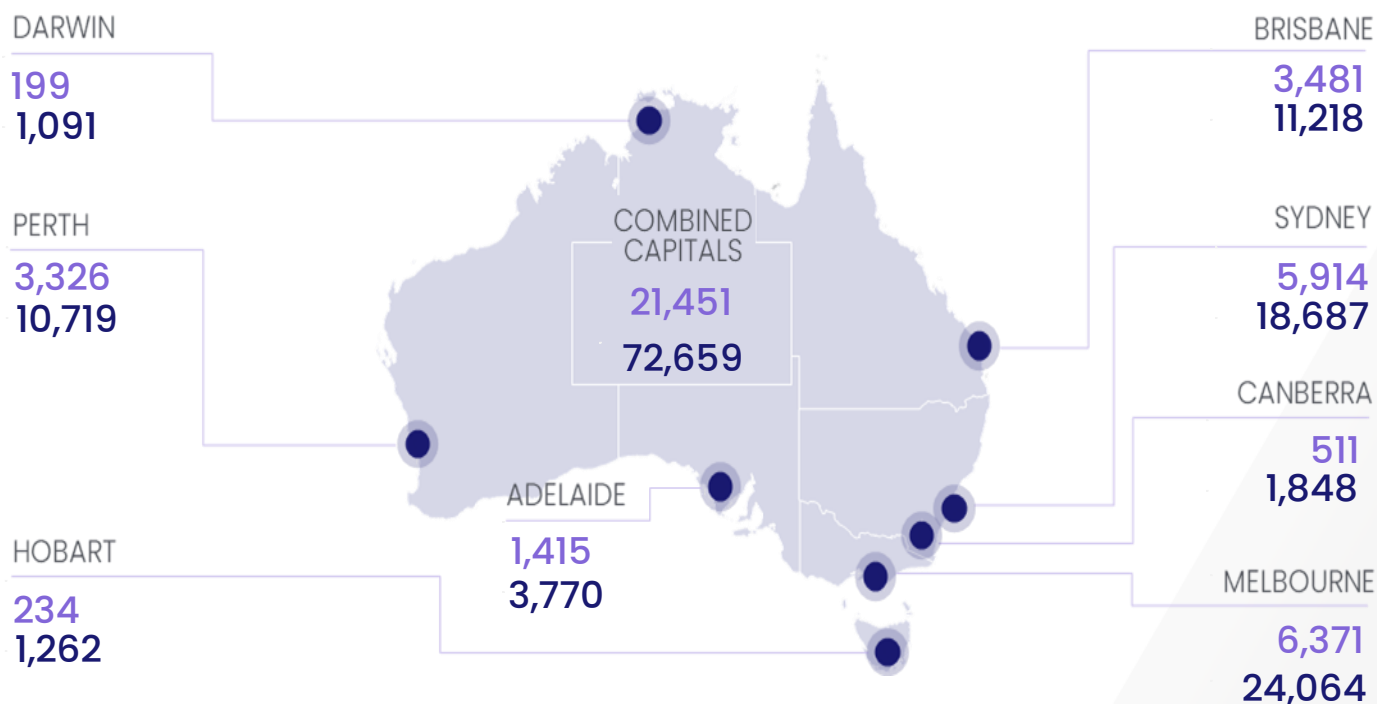 DARWIN
199
1,091
PERTH
3,326
10,719
HOBART
234
1,262
COMBINED
CAPITALS
21,451
72,659
ADELAIDE
1,415
3,770
BRISBANE
3,481
11,218
SYDNEY
5,914
18,687
CANBERRA
511
1,848
MELBOURNE
6,371
24,064